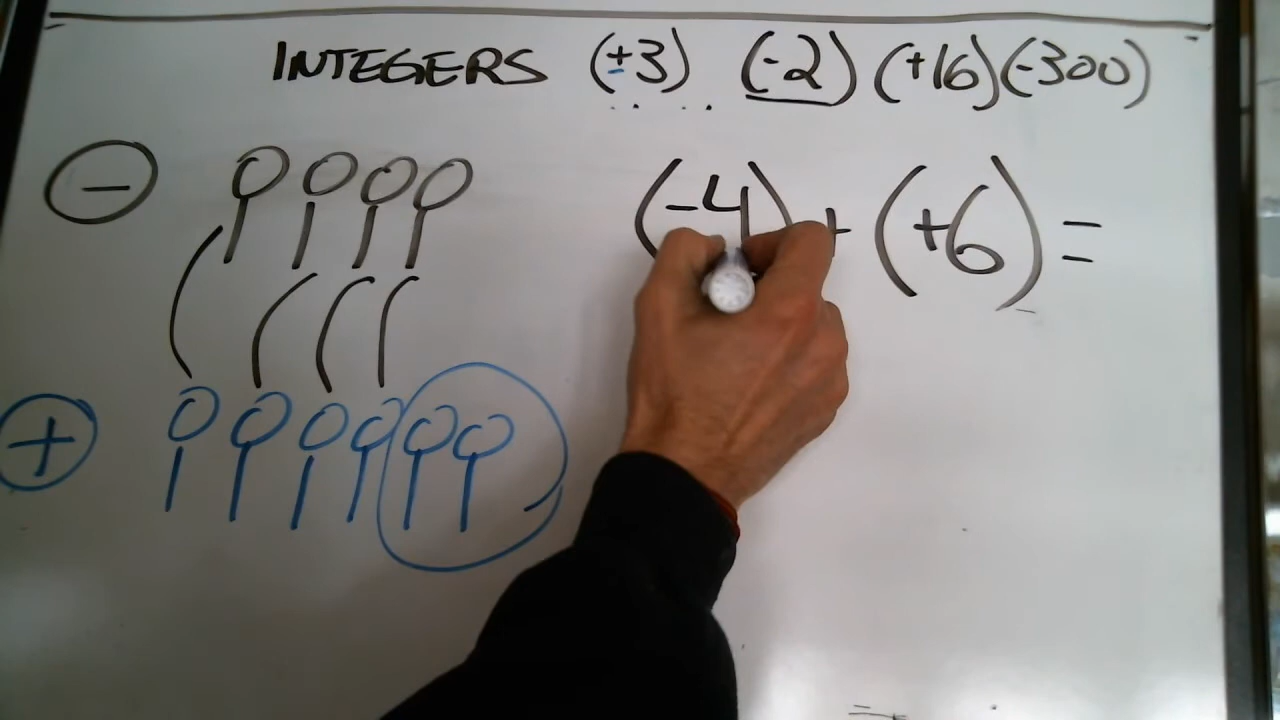 INTEGERS (+3) (-2) (+16) (-300)
(-4) + (+6) =
-
+